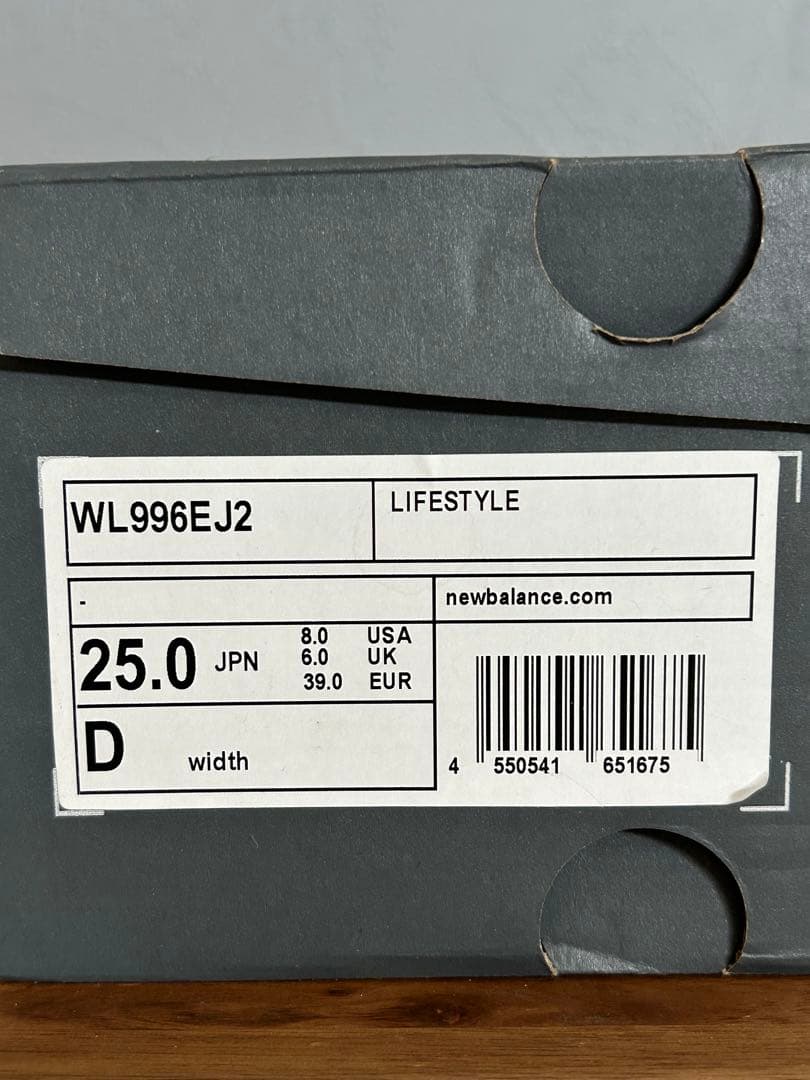 WL996EJ2
LIFESTYLE
-
newbalance.com
25.0 JPN
8.0 USA
6.0 UK
39.0 EUR
D width
4 550541 651675